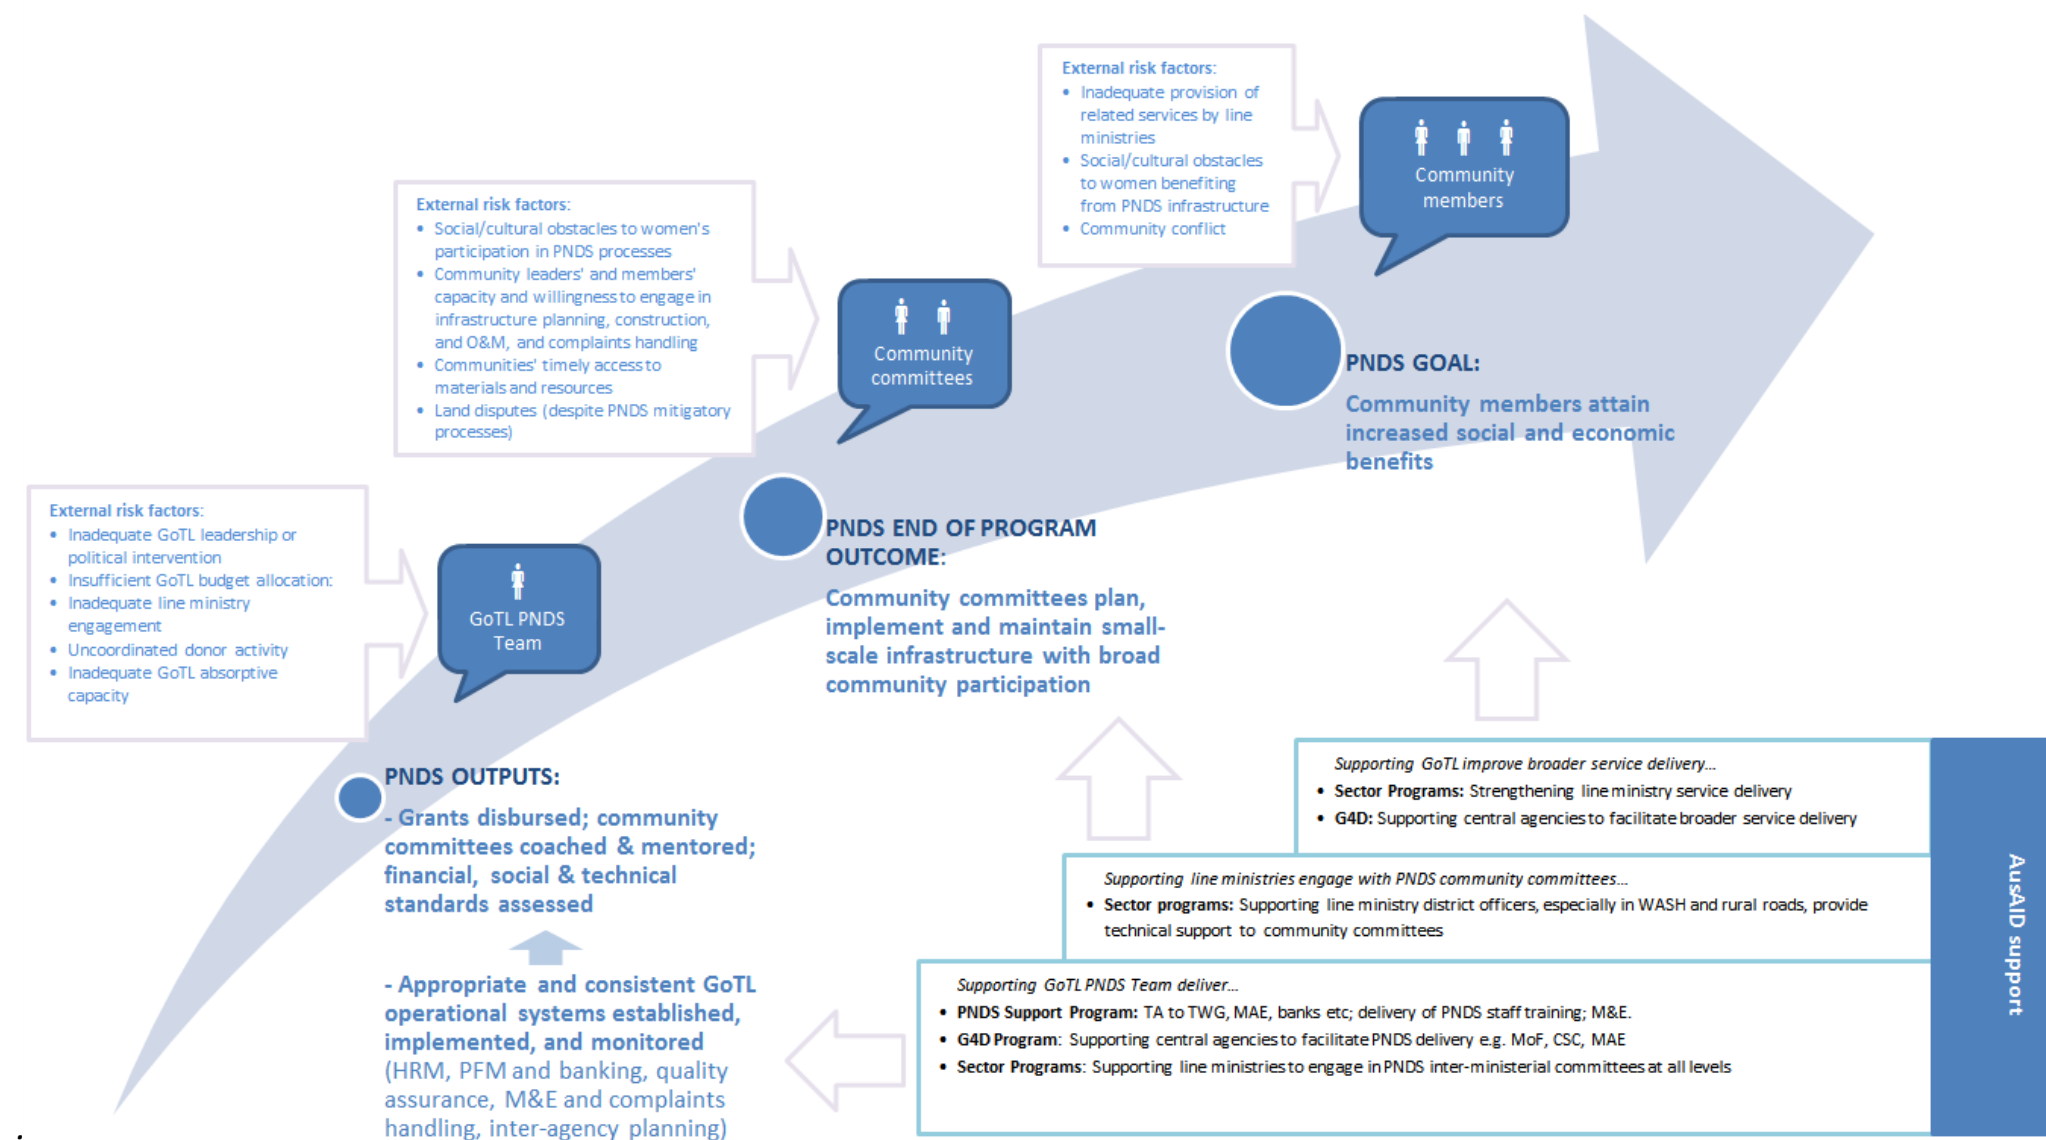 External risk factors:
• Inadequate provision of
related services by line
ministries
• Social/cultural obstacles
to women benefiting
from PNDS infrastructure
• Community conflict
Community
members
External risk factors:
• Social/cultural obstacles to women's
participation in PNDS processes
• Community leaders' and members'
capacity and willingness to engage in
infrastructure planning, construction,
and O&M, and complaints handling
• Communities' timely access to
materials and resources
• Land disputes (despite PNDS mitigatory
processes)
Community
committees
PNDS GOAL:
Community members attain
increased social and economic
benefits
External risk factors:
• Inadequate GoTL leadership or
political intervention
• Insufficient GoTL budget allocation:
• Inadequate line ministry
engagement
• Uncoordinated donor activity
• Inadequate GoTL absorptive
capacity
GoTL PNDS
Team
PNDS END OF PROGRAM
OUTCOME:
Community committees plan,
implement and maintain small-
scale infrastructure with broad
community participation
PNDS OUTPUTS:
- Grants disbursed; community
committees coached & mentored;
financial, social & technical
standards assessed
- Appropriate and consistent GoTL
operational systems established,
implemented, and monitored
(HRM, PFM and banking, quality
assurance, M&E and complaints
handling, inter-agency planning)
Supporting GoTL improve broader service delivery...
• Sector Programs: Strengthening line ministry service delivery
• G4D: Supporting central agencies to facilitate broader service delivery
Supporting line ministries engage with PNDS community committees...
• Sector programs: Supporting line ministry district officers, especially in WASH and rural roads, provide
technical support to community committees
Supporting GoTL PNDS Team deliver...
• PNDS Support Program: TA to TWG, MAE, banks etc; delivery of PNDS staff training; M&E.
• G4D Program: Supporting central agencies to facilitate PNDS delivery e.g. MoF, CSC, MAE
• Sector Programs: Supporting line ministries to engage in PNDS inter-ministerial committees at all levels
AusAID support